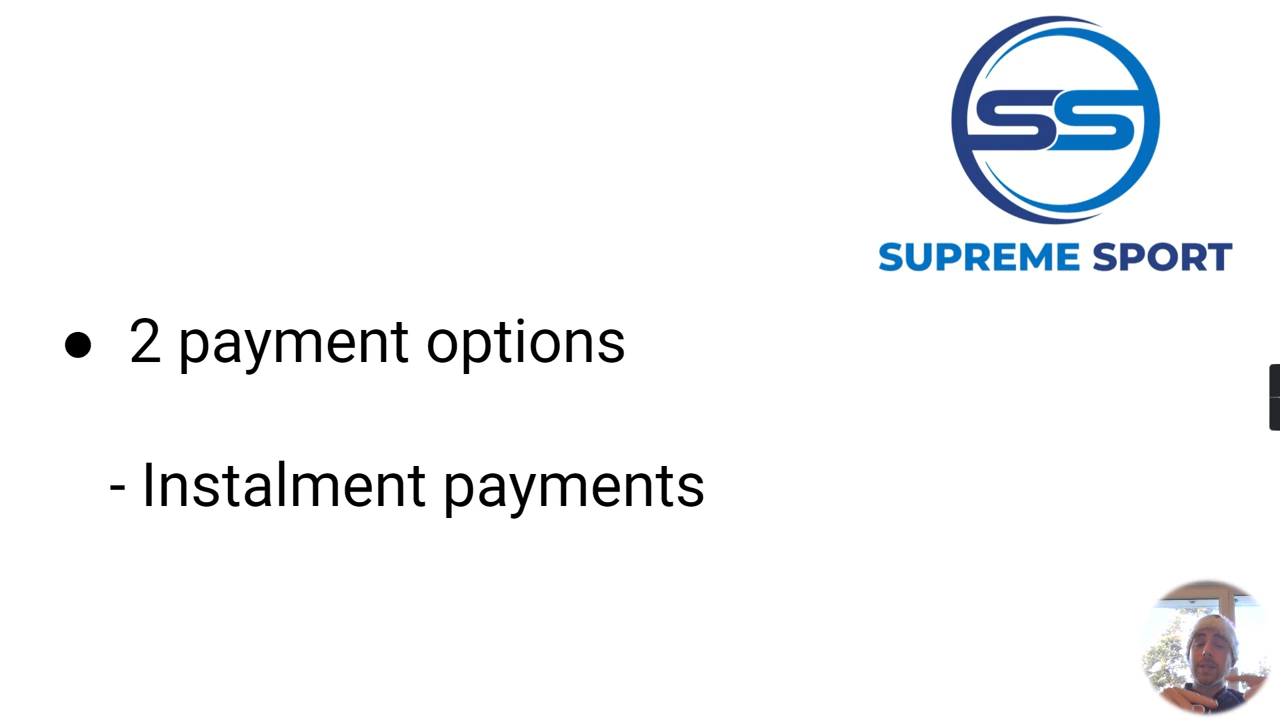 SS
SUPREME SPORT
● 2 payment options
- Instalment payments